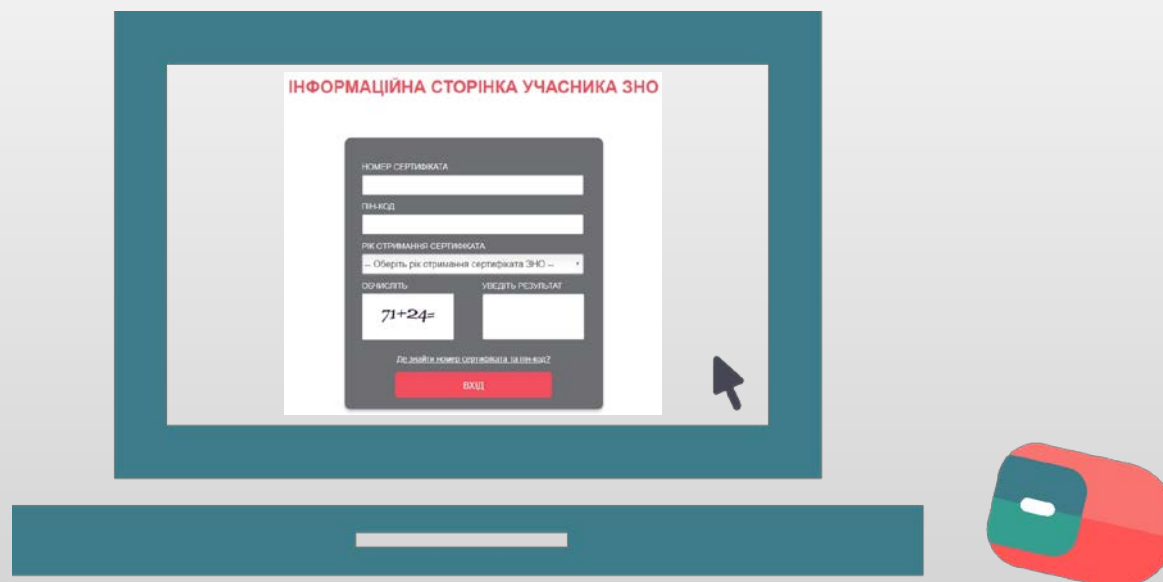 ІНФОРМАЦІЙНА СТОРІНКА УЧАСНИКА ЗНО
НОМЕР СЕРТИФІКАТА
ПІН-КОД
РІК ОТРИМАННЯ СЕРТИФІКАТА
-- Оберіть рік отримання сертифіката ЗНО --
ОБЧИСЛІТЬ УВЕДІТЬ РЕЗУЛЬТАТ
71+24=
Де знайти номер сертифіката та пін-код?
ВХІД